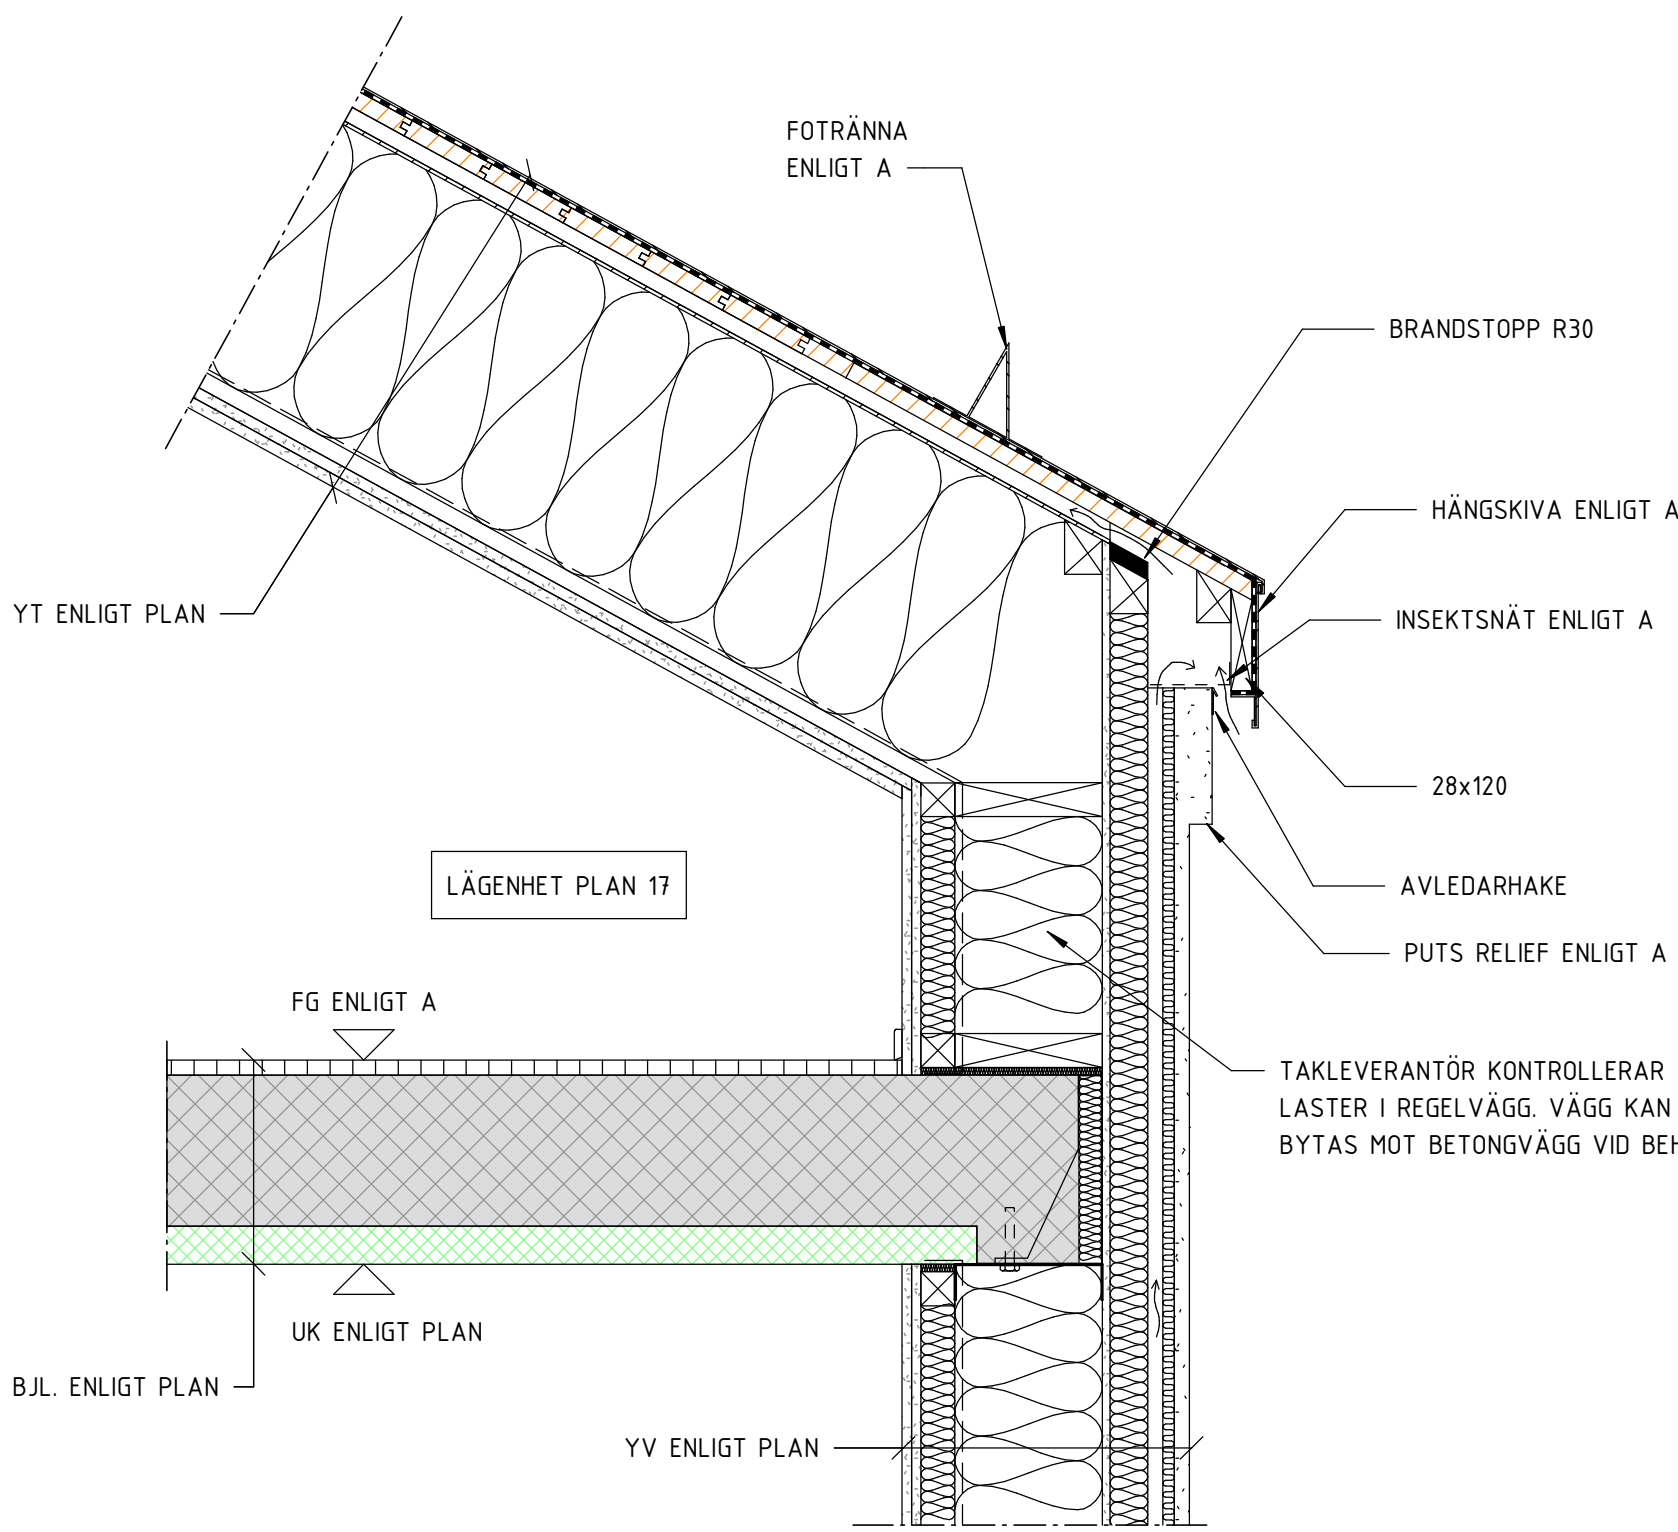 FOTRÄNNA
ENLIGT A
BRANDSTOPP R30
HÄNGSKIVA ENLIGT A
YT ENLIGT PLAN
INSEKTSNÄT ENLIGT A
28x120
LÄGENHET PLAN 17
AVLEDARHAKE
PUTS RELIEF ENLIGT A
FG ENLIGT A
TAKLEVERANTÖR KONTROLLERAR
LASTER I REGELVÄGG. VÄGG KAN
BYTAS MOT BETONGVÄGG VID
UK ENLIGT PLAN
BJL. ENLIGT PLAN
YV ENLIGT PLAN